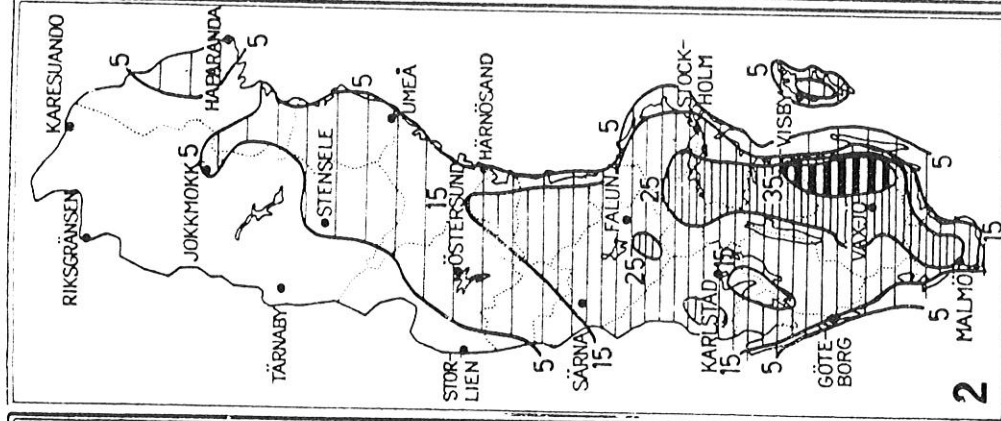 KARESUANDO
RIKSGRÄNSEN
5
HAPARANDA
5
JOKKMOKK
5
TÄRNABY
STENSELE
5
UMEÅ
STOR-
LIEN
15
ÖSTERSUND
HÄRNÖSAND
5
SÄRNA
15
FALUN
5
25
25
STOCK-
HOLM
KARLSTAD
15
15
5
35
VISBY
5
GÖTE-
BORG
VÄXJÖ
5
5
MALMÖ
15
2